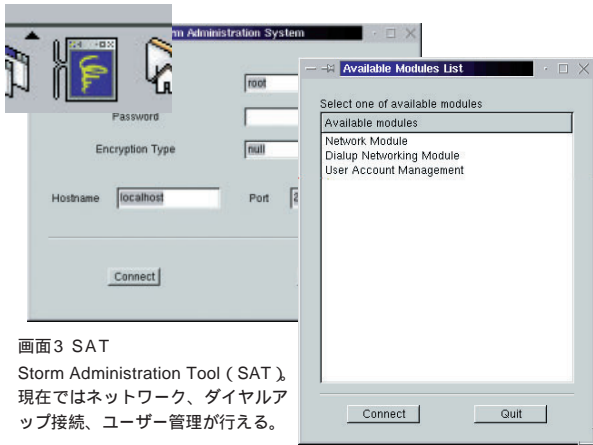 rm Administration System
root
Password
Encryption Type
null
Hostname
localhost
Port
2
Connect
Available Modules List
Select one of available modules
Available modules
Network Module
Dialup Networking Module
User Account Management
Connect
Quit
画面3 SAT
Storm Administration Tool（SAT）。
現在ではネットワーク、ダイヤルア
ップ接続、ユーザー管理が行える。